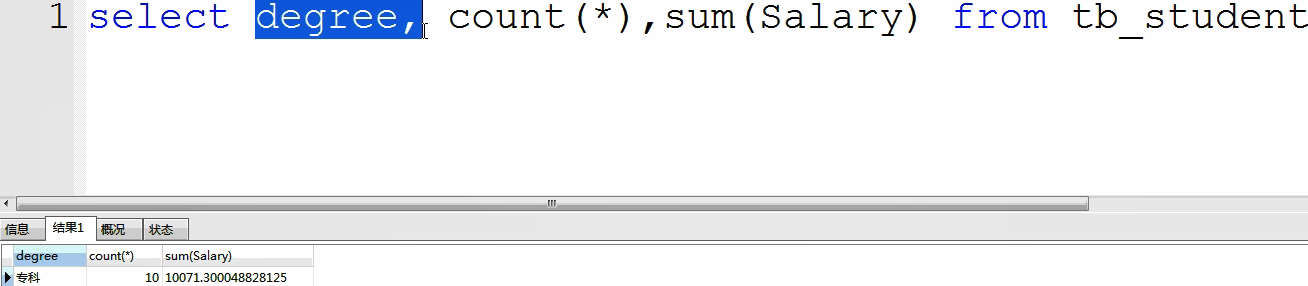 1 select degree, count(*),sum(Salary) from tb_student
信息 结果1 概况 状态
degree count(*) sum(Salary)
专科 10 10071.300048828125